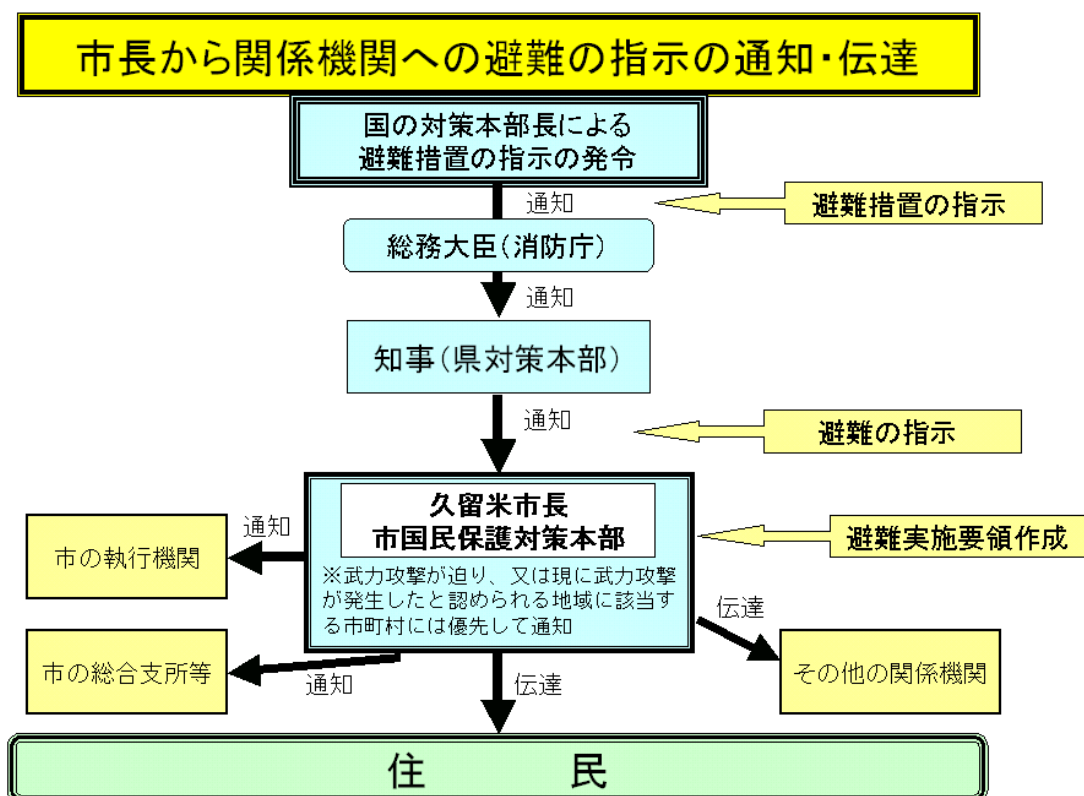 市長から関係機関への避難の指示の通知・伝達
国の対策本部長による
避難措置の指示の発令
通知
避難措置の指示
総務大臣（消防庁）
通知
知事（県対策本部）
通知
避難の指示
久留米市長
市国民保護対策本部
※武力攻撃が迫り、又は現に武力攻撃
が発生したと認められる地域に該当す
る市町村には優先して通知
避難実施要領作成
通知
市の執行機関
伝達
市の総合支所等
通知
伝達
その他の関係機関
住　　　民